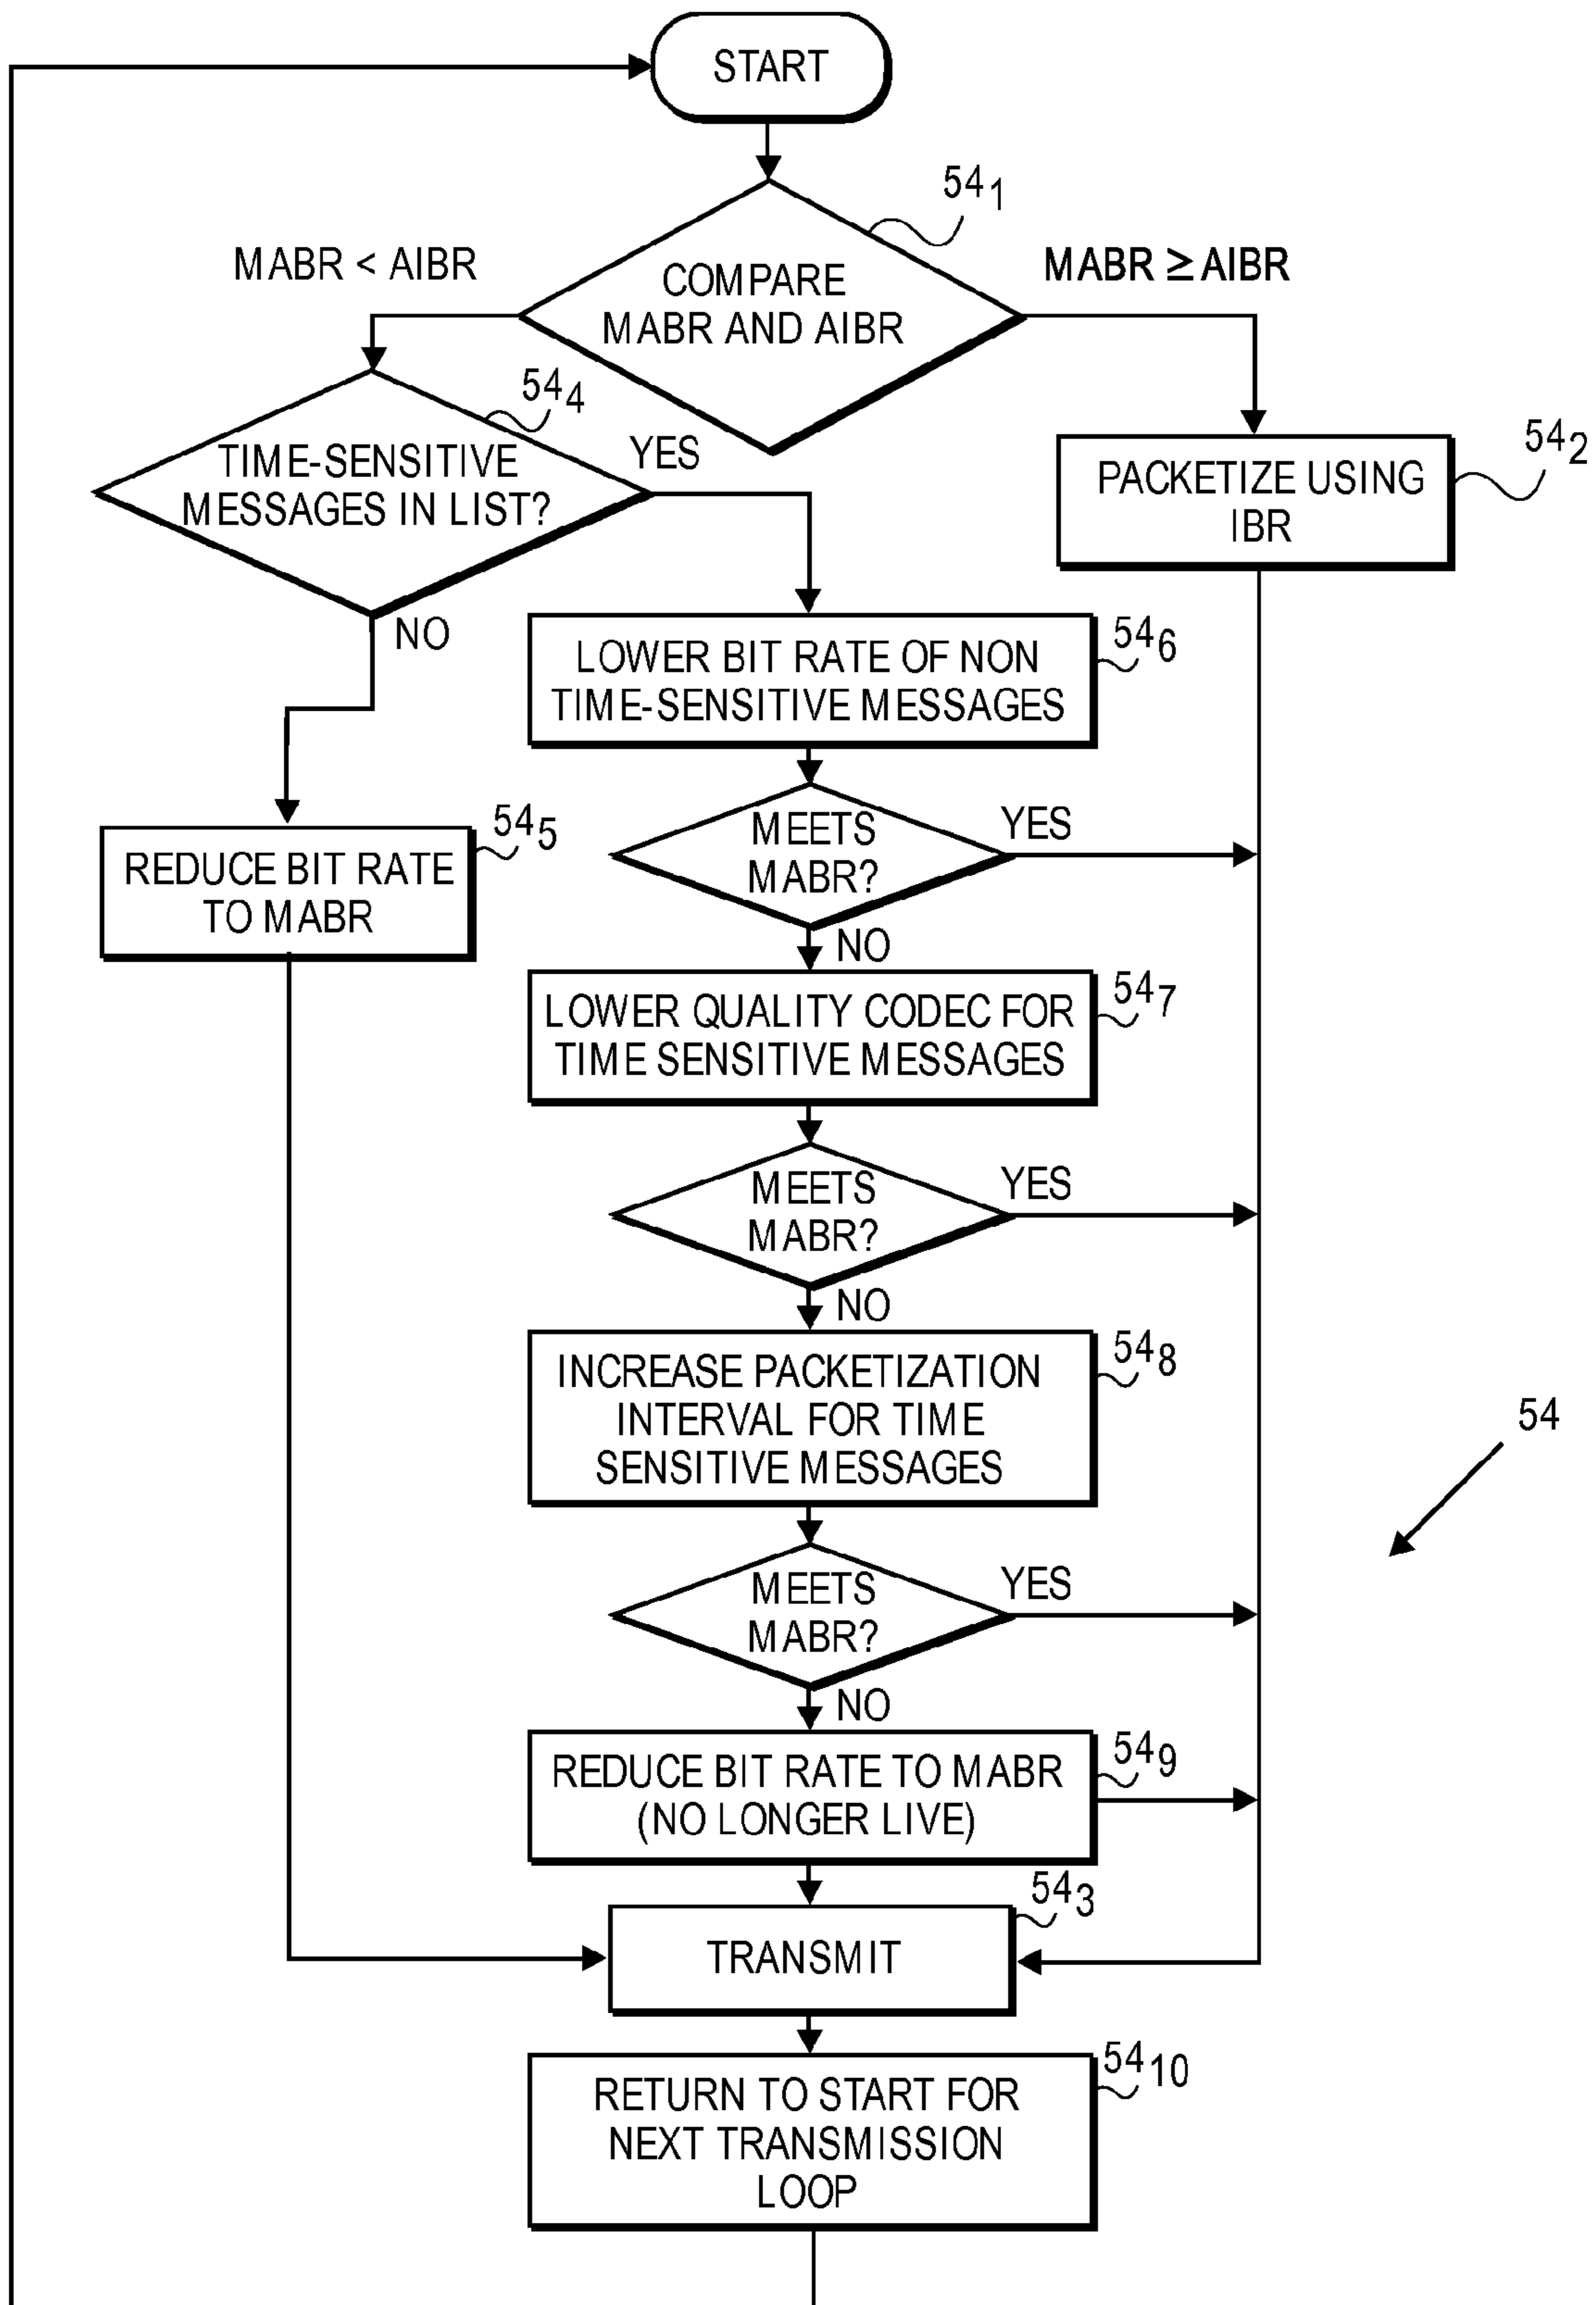 START
54₁
MABR < AIBR
MABR ≥ AIBR
COMPARE
MABR AND AIBR
54₄
TIME-SENSITIVE
MESSAGES IN LIST?
YES
NO
54₂
PACKETIZE USING
IBR
54₆
LOWER BIT RATE OF NON
TIME-SENSITIVE MESSAGES
54₅
REDUCE BIT RATE
TO MABR
MEETS
MABR?
YES
NO
54₇
LOWER QUALITY CODEC FOR
TIME SENSITIVE MESSAGES
MEETS
MABR?
YES
NO
54₈
INCREASE PACKETIZATION
INTERVAL FOR TIME
SENSITIVE MESSAGES
54
MEETS
MABR?
YES
NO
54₉
REDUCE BIT RATE TO MABR
(NO LONGER LIVE)
54₃
TRANSMIT
54₁₀
RETURN TO START FOR
NEXT TRANSMISSION
LOOP